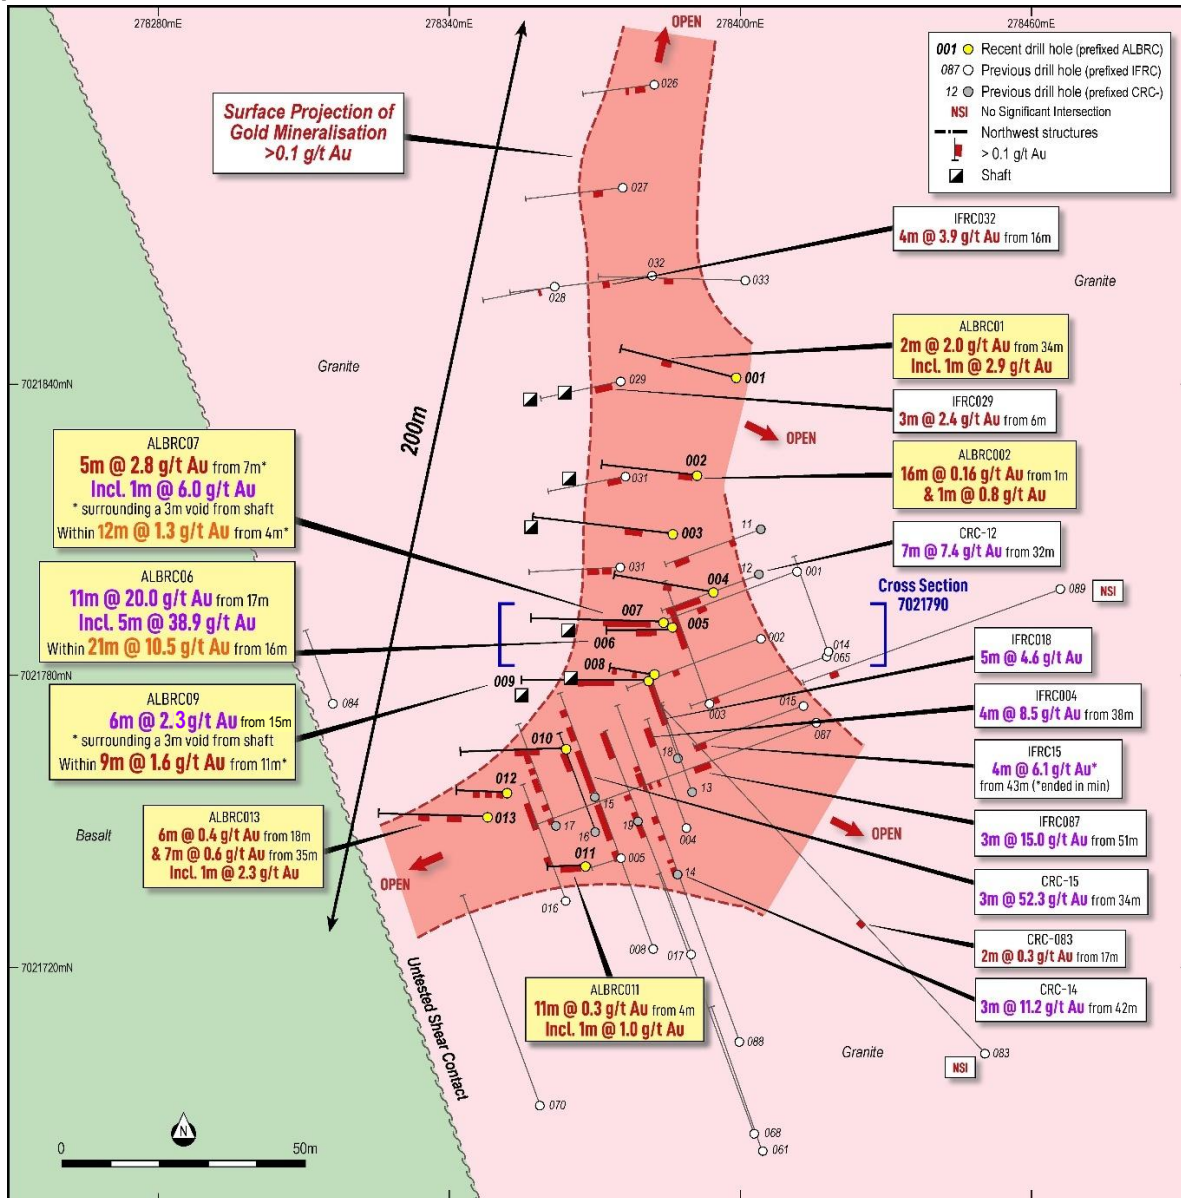 278280mE
278340mE
278400mE
278460mE
OPEN
001 Recent drill hole (prefixed ALBRC)
087 Previous drill hole (prefixed IFRC)
12 Previous drill hole (prefixed CRC-)
NSI No Significant Intersection
Northwest structures
> 0.1 g/t Au
Shaft
026
Surface Projection of
Gold Mineralisation
>0.1 g/t Au
027
IFRC032
4m @ 3.9 g/t Au from 16m
032
033
028
Granite
Granite
ALBRC01
2m @ 2.0 g/t Au from 34m
Incl. 1m @ 2.9 g/t Au
001
029
7021840mN
200m
IFRC029
3m @ 2.4 g/t Au from 6m
OPEN
ALBRC07
5m @ 2.8 g/t Au from 7m*
Incl. 1m @ 6.0 g/t Au
* surrounding a 3m void from shaft
Within 12m @ 1.3 g/t Au from 4m*
002
031
ALBRC002
16m @ 0.16 g/t Au from 1m
& 1m @ 0.8 g/t Au
003
11
CRC-12
7m @ 7.4 g/t Au from 32m
031
004
12
001
Cross Section
7021790
089
NSI
ALBRC06
11m @ 20.0 g/t Au from 17m
Incl. 5m @ 38.9 g/t Au
Within 21m @ 10.5 g/t Au from 16m
007
005
006
002
014
065
IFRC018
5m @ 4.6 g/t Au
008
009
7021780mN
084
003
015
087
IFRC004
4m @ 8.5 g/t Au from 38m
ALBRC09
6m @ 2.3 g/t Au from 15m
* surrounding a 3m void from shaft
Within 9m @ 1.6 g/t Au from 11m*
010
18
IFRC15
4m @ 6.1 g/t Au*
from 43m (*ended in min)
012
13
15
013
17
16
19
004
OPEN
ALBRC013
6m @ 0.4 g/t Au from 18m
& 7m @ 0.6 g/t Au from 35m
Incl. 1m @ 2.3 g/t Au
Basalt
IFRC087
3m @ 15.0 g/t Au from 51m
OPEN
011
005
14
CRC-15
3m @ 52.3 g/t Au from 34m
016
CRC-083
2m @ 0.3 g/t Au from 17m
008
017
7021720mN
Untested Shear Contact
ALBRC011
11m @ 0.3 g/t Au from 4m
Incl. 1m @ 1.0 g/t Au
CRC-14
3m @ 11.2 g/t Au from 42m
088
Granite
083
NSI
070
068
061
N
0
50m